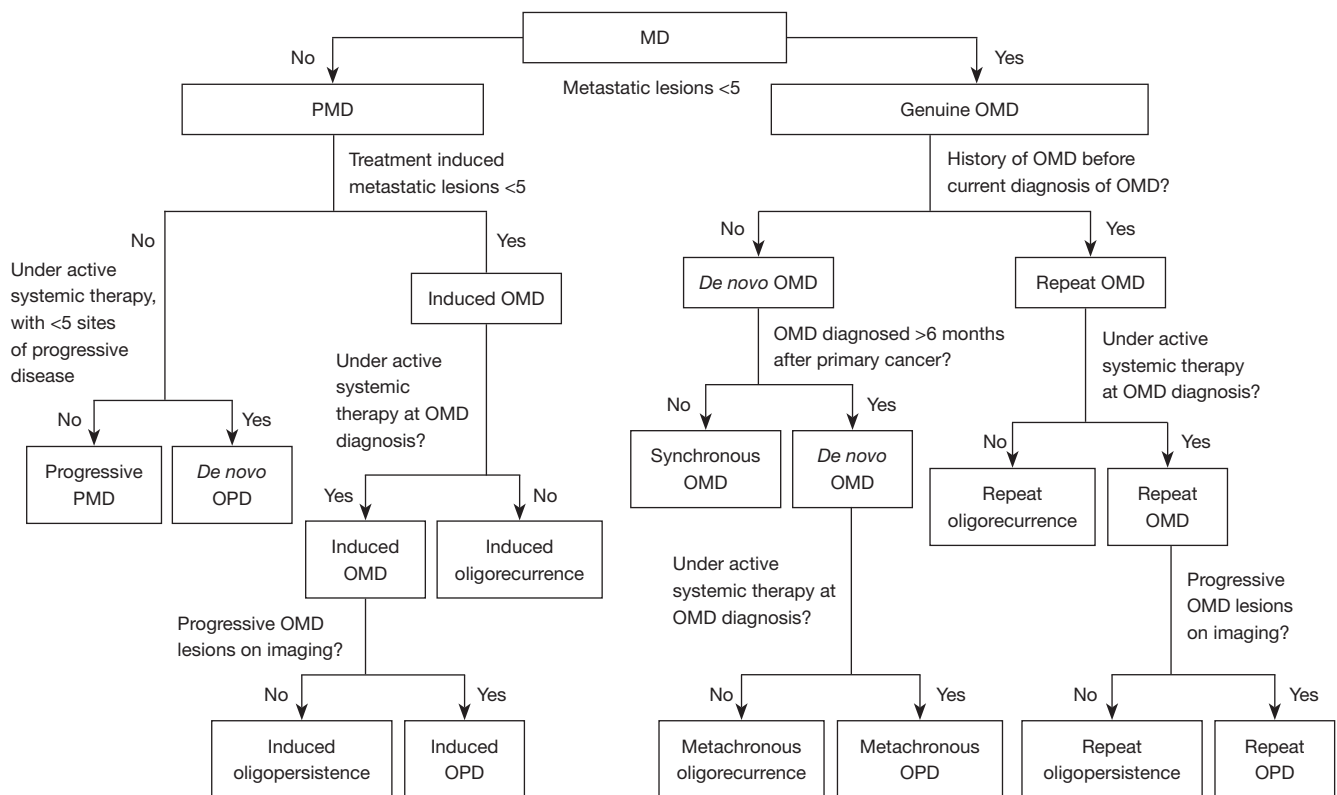 MD
No
Yes
Metastatic lesions <5
PMD
Genuine OMD
Treatment induced
metastatic lesions <5
History of OMD before
current diagnosis of OMD?
No
Yes
No
Yes
Under active
systemic therapy,
with <5 sites
of progressive
disease
Induced OMD
De novo OMD
Repeat OMD
Under active
systemic
therapy at OMD
diagnosis?
OMD diagnosed >6 months
after primary cancer?
Under active
systemic therapy
at OMD diagnosis?
No
Yes
No
Yes
No
Yes
Progressive
PMD
De novo
OPD
Synchronous
OMD
De novo
OMD
Repeat
oligorecurrence
Repeat
OMD
Yes
No
Induced
OMD
Induced
oligorecurrence
Under active
systemic therapy at
OMD diagnosis?
Progressive
OMD lesions
on imaging?
Progressive OMD
lesions on imaging?
No
Yes
No
Yes
No
Yes
Induced
oligopersistence
Induced
OPD
Metachronous
oligorecurrence
Metachronous
OPD
Repeat
oligopersistence
Repeat
OPD